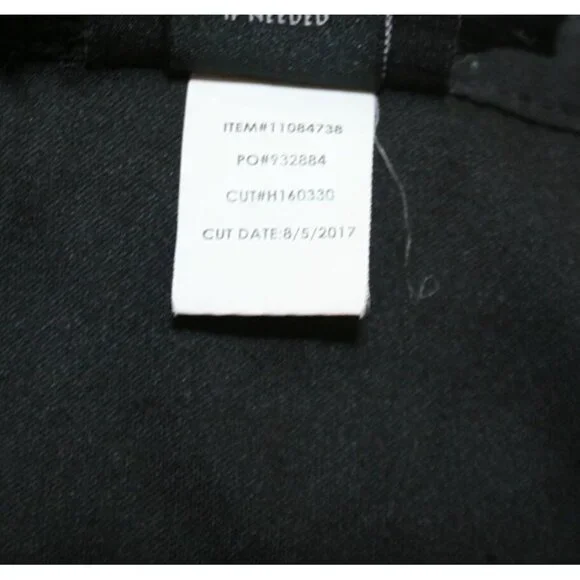 IF NEEDED
ITEM#11084738
PO#932884
CUT#H160330
CUT DATE:8/5/2017